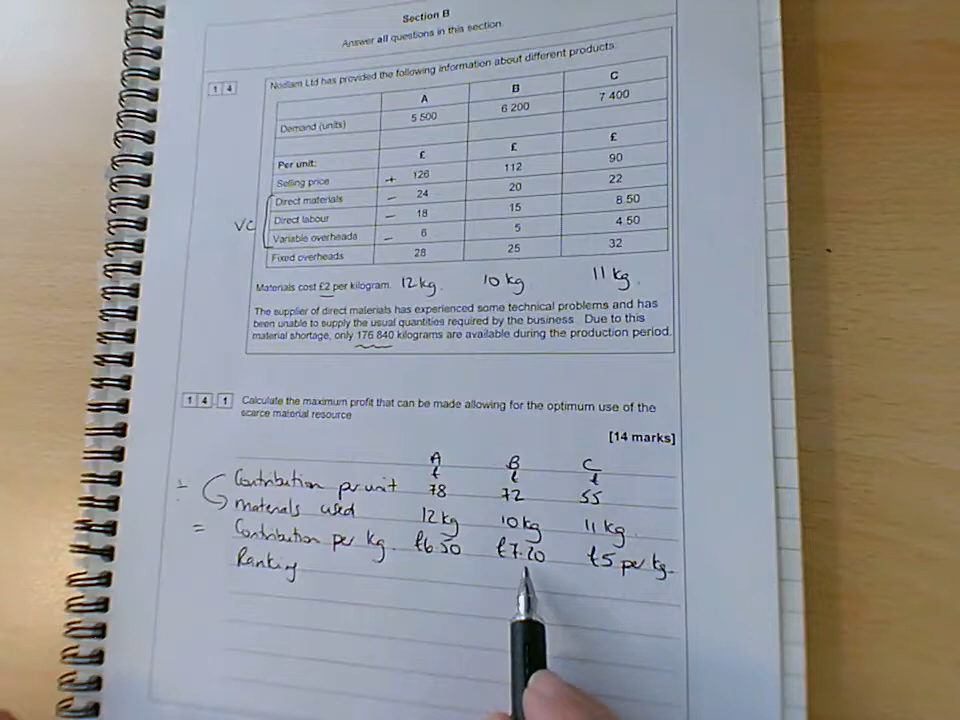 Section B
Answer all questions in this section
1 4
Nodlam Ltd has provided the following information about different products.
A B C
Demand (units) 5 500 6 200 7 400
Per unit: £ £ £
Selling price + 126 112 90
Direct materials – 24 20 22
Direct labour – 18 15 8.50
Variable overheads – 6 5 4.50
Fixed overheads 28 25 32
VC
Materials cost £2 per kilogram. 12kg. 10 kg 11 kg.
The supplier of direct materials has experienced some technical problems and has
been unable to supply the usual quantities required by the business. Due to this
material shortage, only 176 840 kilograms are available during the production period.
1 4 . 1 Calculate the maximum profit that can be made allowing for the optimum use of the
scarce material resource
[14 marks]
A B C
£ £ £
Contribution per unit 78 72 55
÷ materials used 12kg 10kg 11 kg.
= Contribution per kg. £6.50 £7.20 £5 per kg.
Ranking